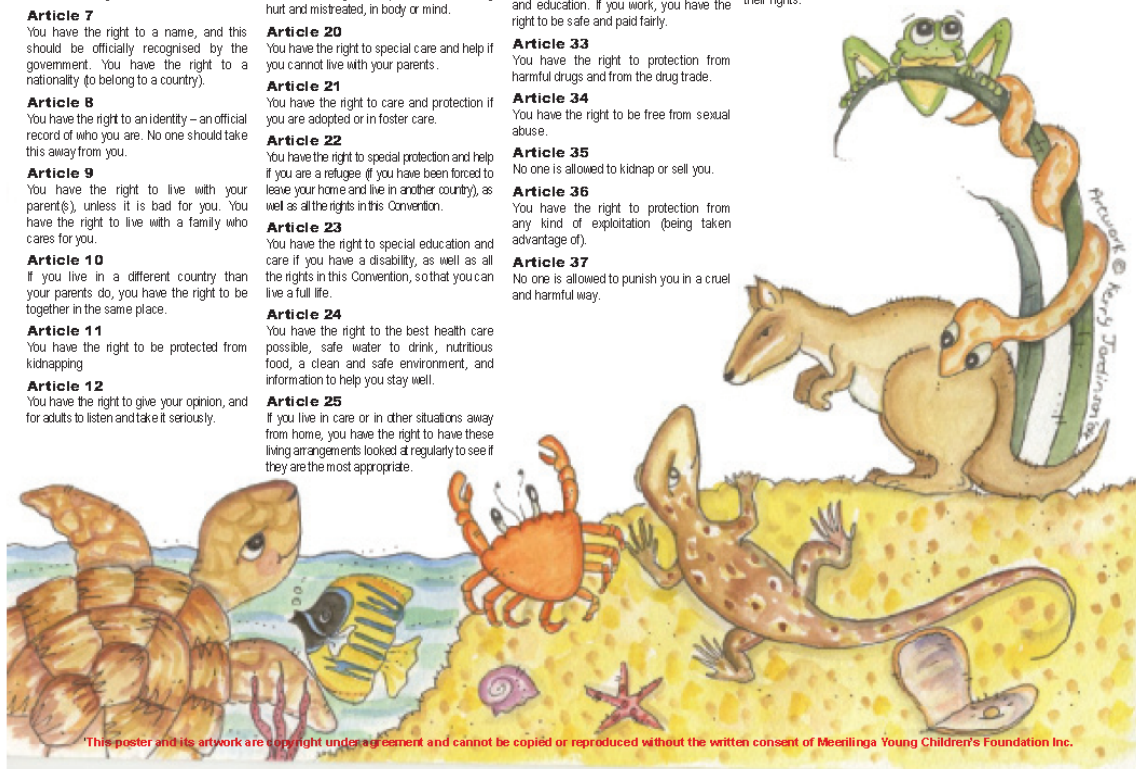 Article 7
You have the right to a name, and this
should be officially recognised by the
government. You have the right to a
nationality (to belong to a country).
Article 8
You have the right to an identity – an official
record of who you are. No one should take
this away from you.
Article 9
You have the right to live with your
parent(s), unless it is bad for you. You
have the right to live with a family who
cares for you.
Article 10
If you live in a different country than
your parents do, you have the right to be
together in the same place.
Article 11
You have the right to be protected from
kidnapping
Article 12
You have the right to give your opinion, and
for adults to listen and take it seriously.
hurt and mistreated, in body or mind.
Article 20
You have the right to special care and help if
you cannot live with your parents.
Article 21
You have the right to care and protection if
you are adopted or in foster care.
Article 22
You have the right to special protection and help
if you are a refugee (if you have been forced to
leave your home and live in another country), as
well as all the rights in this Convention.
Article 23
You have the right to special education and
care if you have a disability, as well as all
the rights in this Convention, so that you can
live a full life.
Article 24
You have the right to the best health care
possible, safe water to drink, nutritious
food, a clean and safe environment, and
information to help you stay well.
Article 25
If you live in care or in other situations away
from home, you have the right to have these
living arrangements looked at regularly to see if
they are the most appropriate.
and education. If you work, you have the
right to be safe and paid fairly.
Article 33
You have the right to protection from
harmful drugs and from the drug trade.
Article 34
You have the right to be free from sexual
abuse.
Article 35
No one is allowed to kidnap or sell you.
Article 36
You have the right to protection from
any kind of exploitation (being taken
advantage of).
Article 37
No one is allowed to punish you in a cruel
and harmful way.
their rights.
Artwork © Kerry
'This poster and its artwork are copyright under agreement and cannot be copied or reproduced without the written consent of Meerilinga Young Children's Foundation Inc.